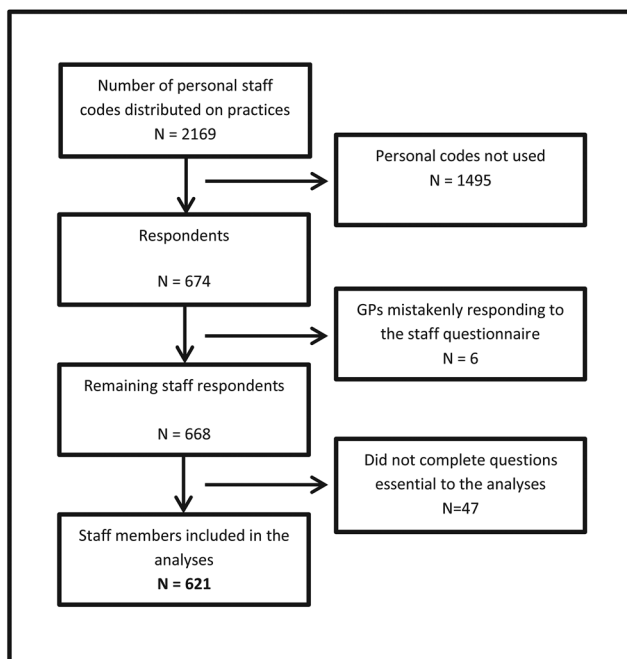 Number of personal staff
codes distributed on practices
N = 2169
Personal codes not used
N = 1495
Respondents
N = 674
GPs mistakenly responding to
the staff questionnaire
N = 6
Remaining staff respondents
N = 668
Did not complete questions
essential to the analyses
N=47
Staff members included in the
analyses
N = 621